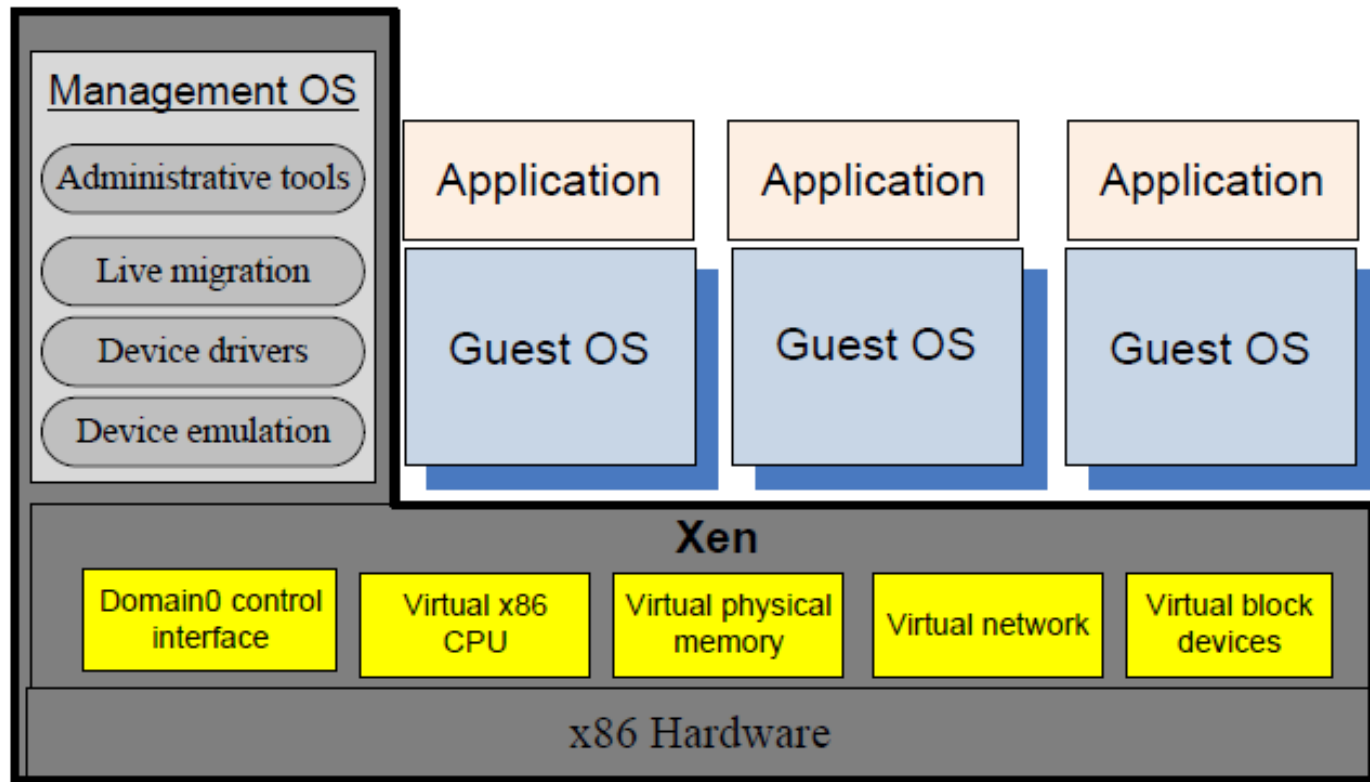 Management OS
Administrative tools
Live migration
Device drivers
Device emulation
Application
Application
Application
Guest OS
Guest OS
Guest OS
Xen
Domain0 control
interface
Virtual x86
CPU
Virtual physical
memory
Virtual network
Virtual block
devices
x86 Hardware